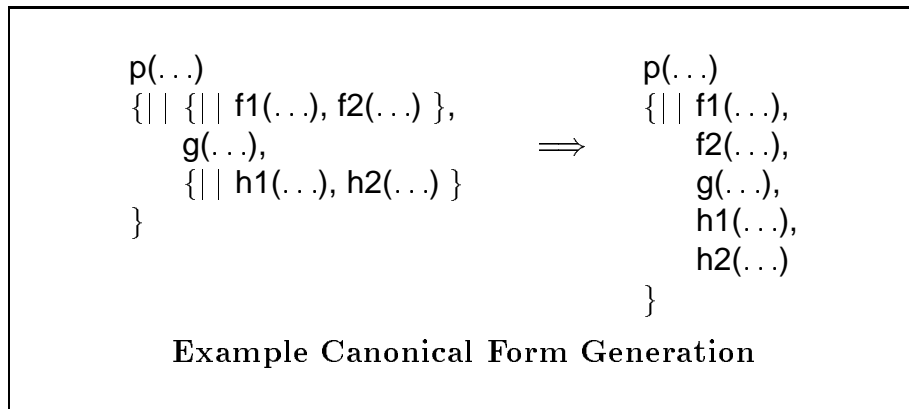 p(...)
{|| {|| f1(...), f2(...) },
g(...),
{|| h1(...), h2(...) }
}
⟹
p(...)
{|| f1(...),
f2(...),
g(...),
h1(...),
h2(...)
}
Example Canonical Form Generation